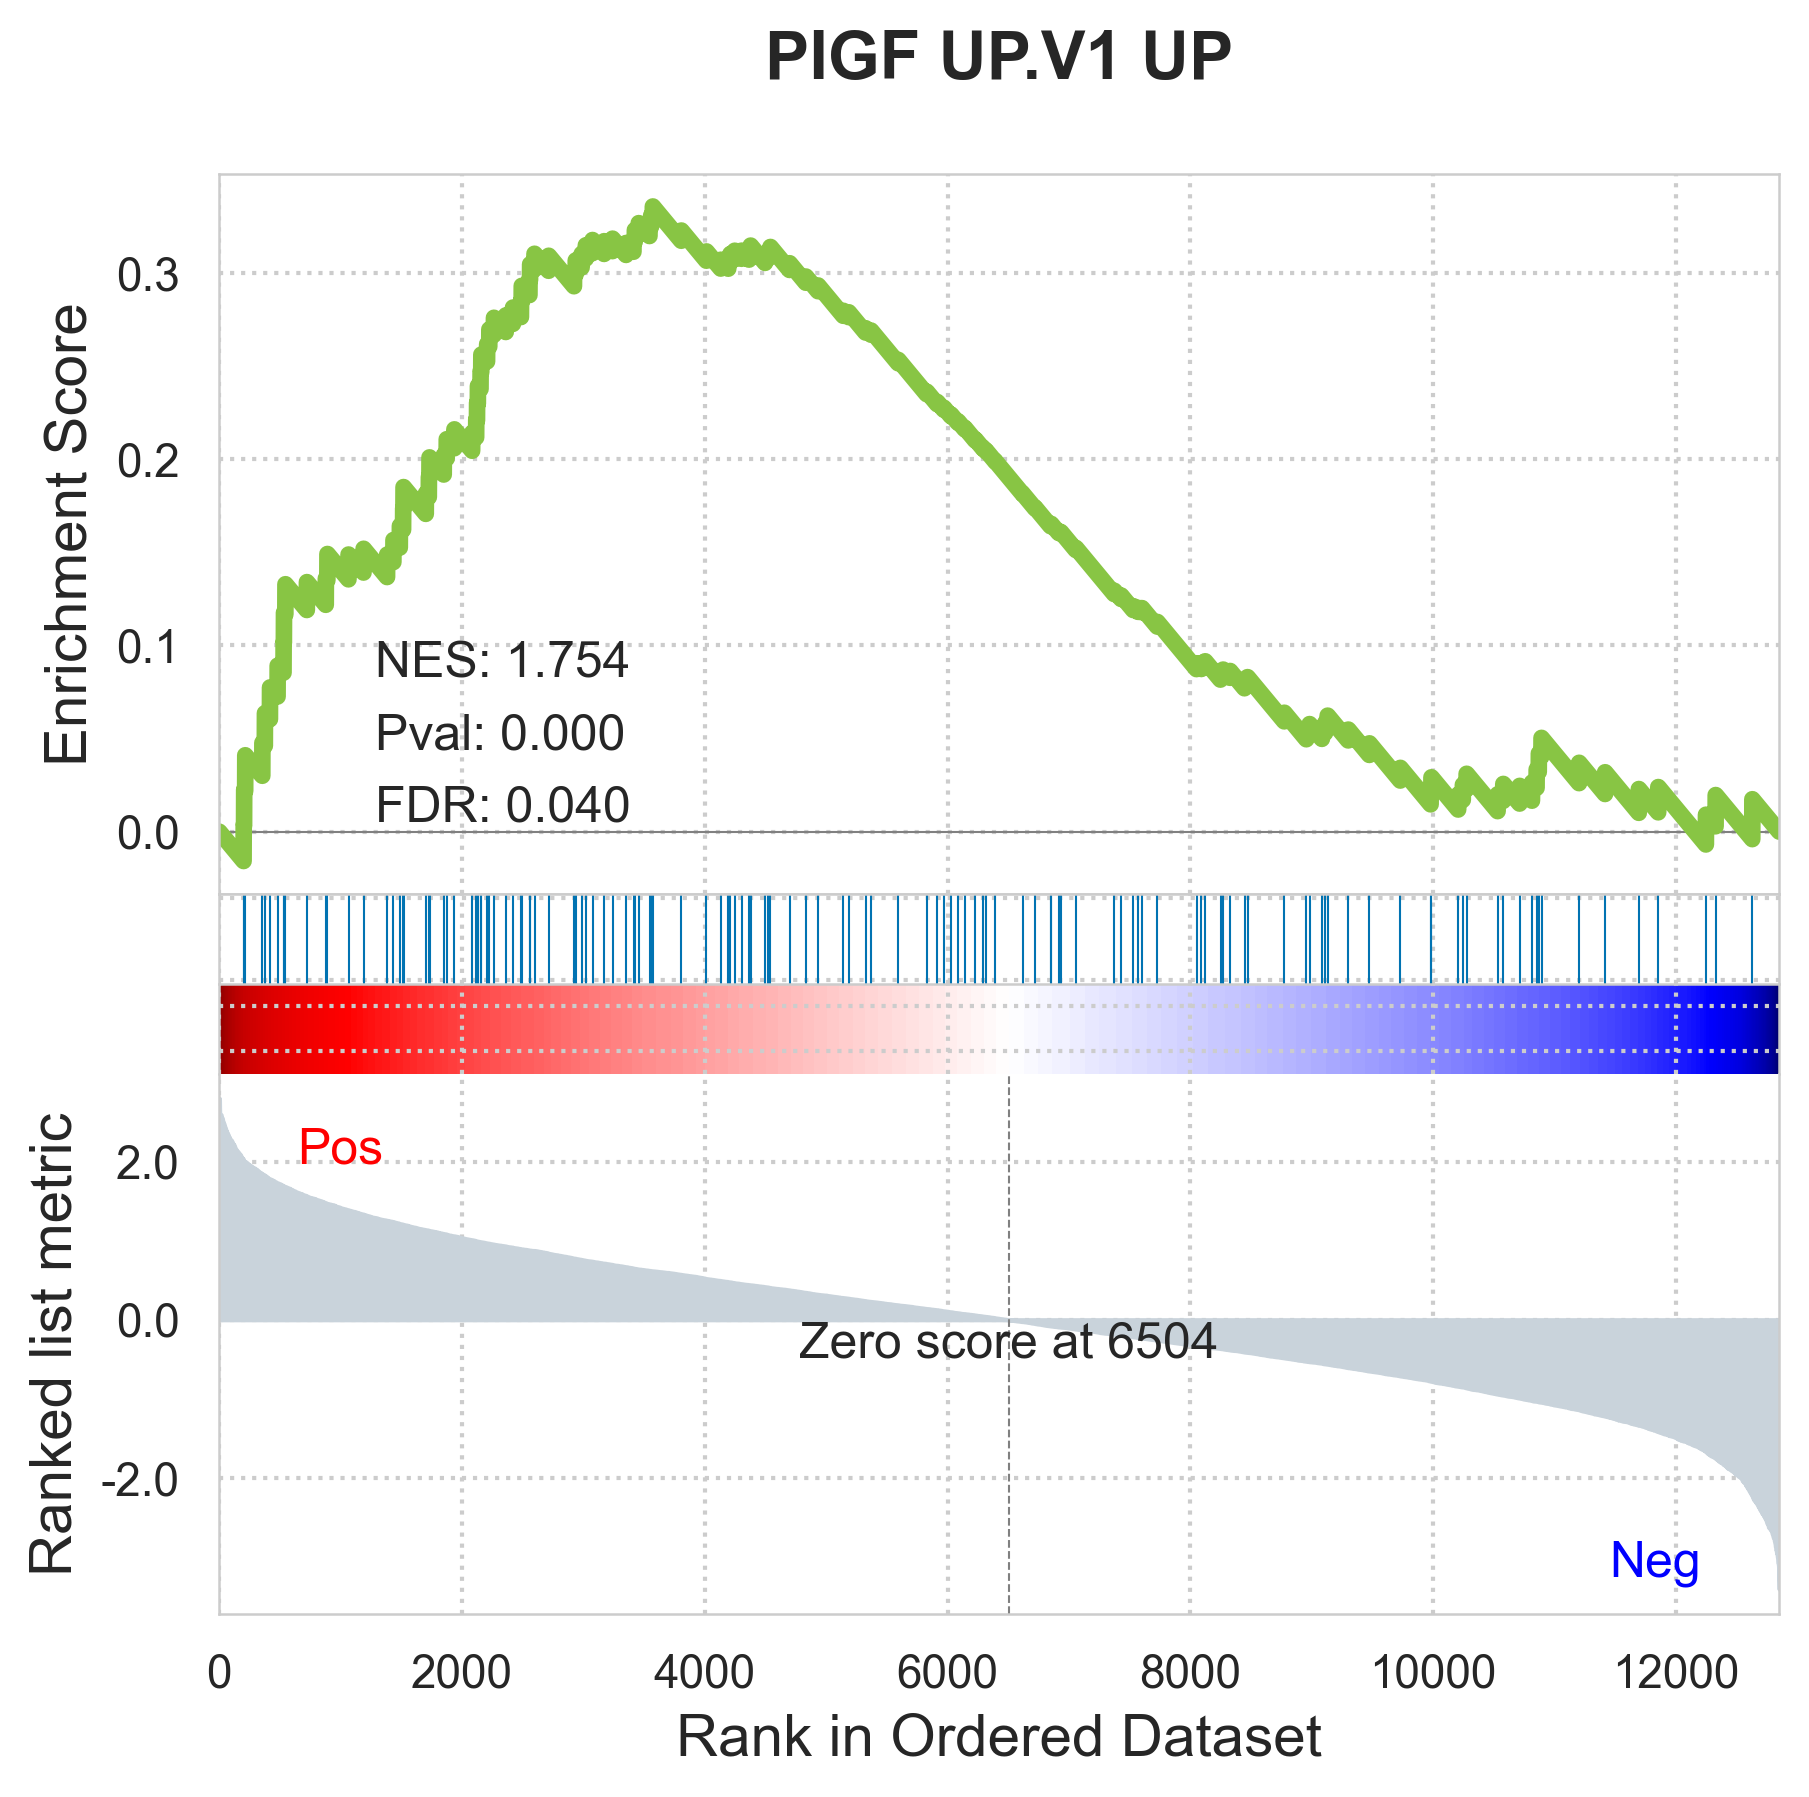 PIGF UP.V1 UP
Enrichment Score
0.3
0.2
0.1
0.0
NES: 1.754
Pval: 0.000
FDR: 0.040
Ranked list metric
2.0
0.0
-2.0
Pos
Zero score at 6504
Neg
0 2000 4000 6000 8000 10000 12000
Rank in Ordered Dataset